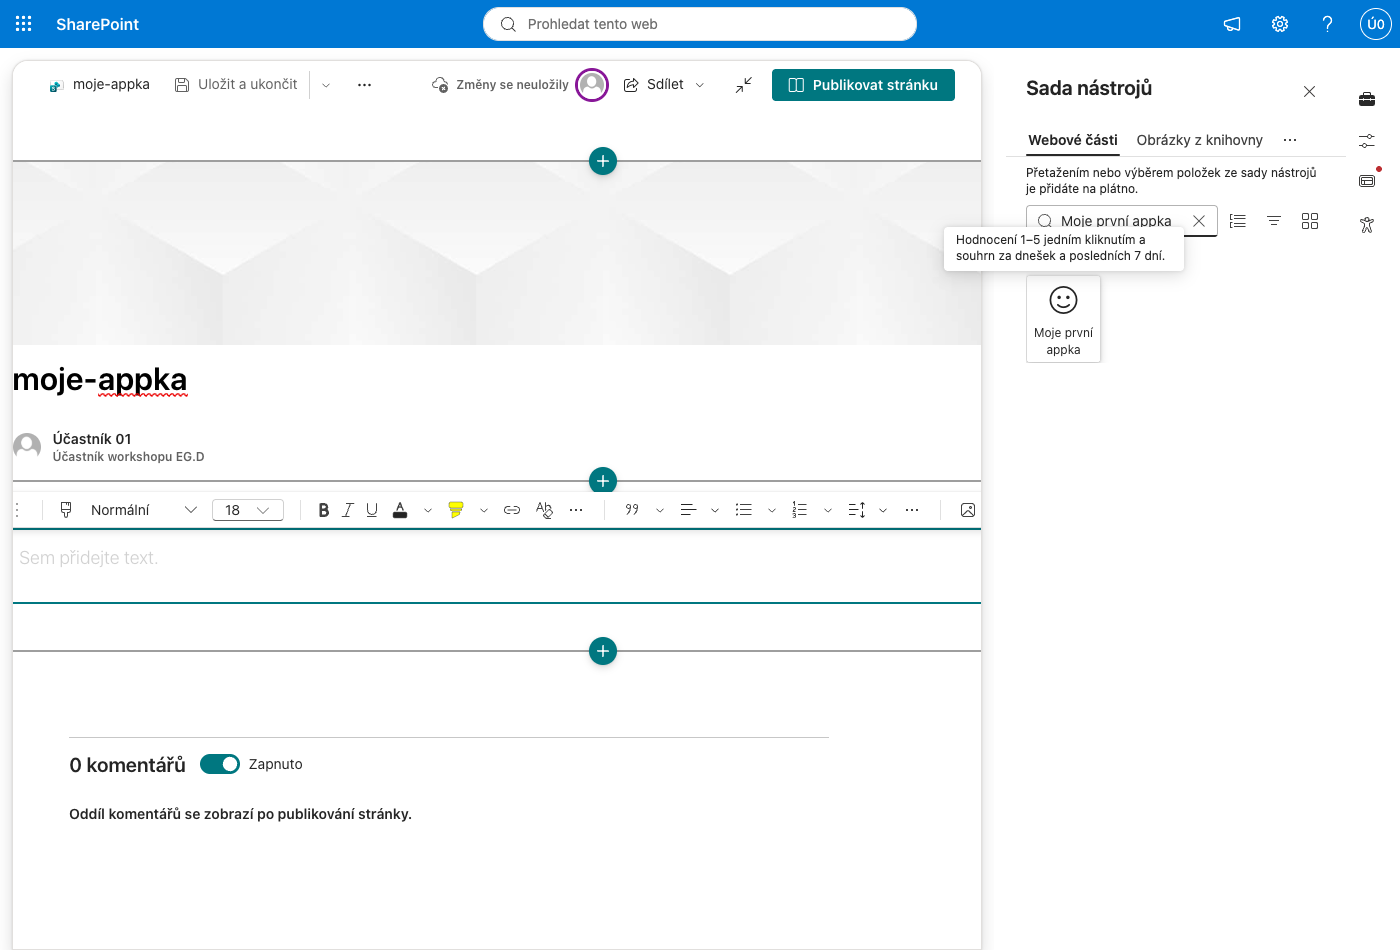 SharePoint
Prohledat tento web
Ú0
moje-appka
Uložit a ukončit
Změny se neuložily
Sdílet
Publikovat stránku
Sada nástrojů
Webové části
Obrázky z knihovny
Přetažením nebo výběrem položek ze sady nástrojů
je přidáte na plátno.
Moje první appka
Hodnocení 1–5 jedním kliknutím a
souhrn za dnešek a posledních 7 dní.
Moje první
appka
moje-appka
Účastník 01
Účastník workshopu EG.D
Normální
18
Sem přidejte text.
0 komentářů
Zapnuto
Oddíl komentářů se zobrazí po publikování stránky.